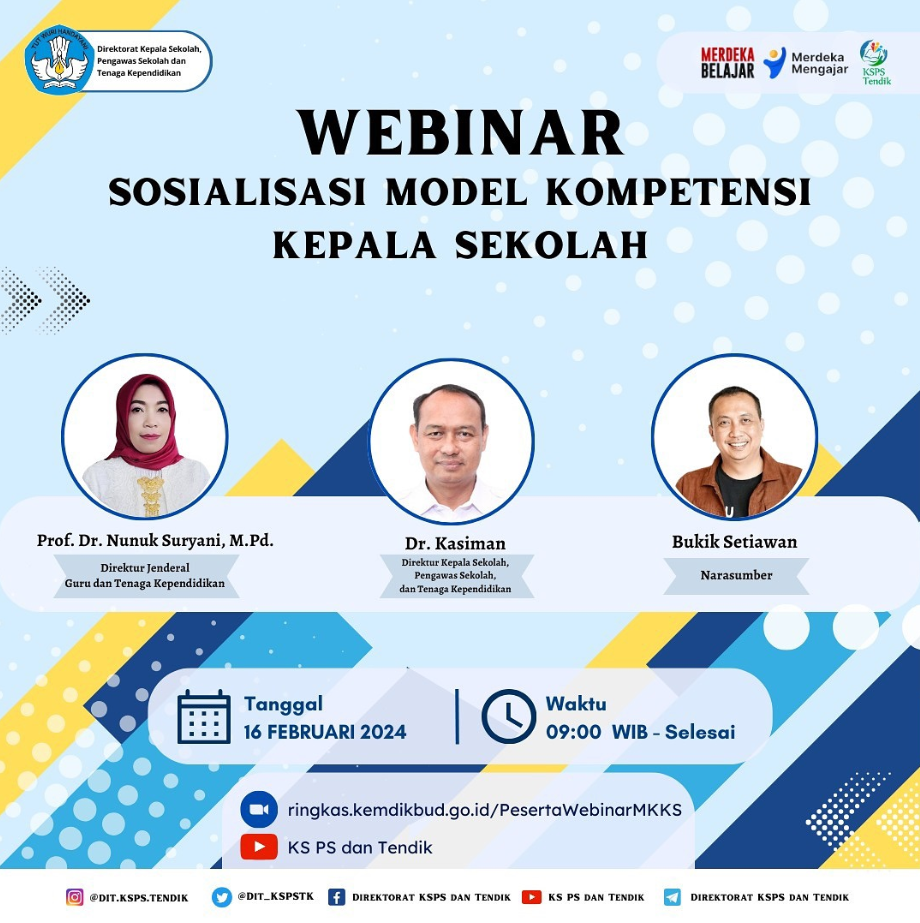 TUT WURI HANDAYANI
Direktorat Kepala Sekolah,
Pengawas Sekolah dan
Tenaga Kependidikan
MERDEKA
BELAJAR
Merdeka
Mengajar
KSPS
Tendik
WEBINAR
SOSIALISASI MODEL KOMPETENSI
KEPALA SEKOLAH
Prof. Dr. Nunuk Suryani, M.Pd.
Direktur Jenderal
Guru dan Tenaga Kependidikan
Dr. Kasiman
Direktur Kepala Sekolah,
Pengawas Sekolah,
dan Tenaga Kependidikan
Bukik Setiawan
Narasumber
Tanggal
16 FEBRUARI 2024
Waktu
09:00 WIB - Selesai
ringkas.kemdikbud.go.id/PesertaWebinarMKKS
KS PS dan Tendik
@DIT.KSPS.TENDIK
@DIT_KSPSTK
DIREKTORAT KSPS DAN TENDIK
KS PS DAN TENDIK
DIREKTORAT KSPS DAN TENDIK